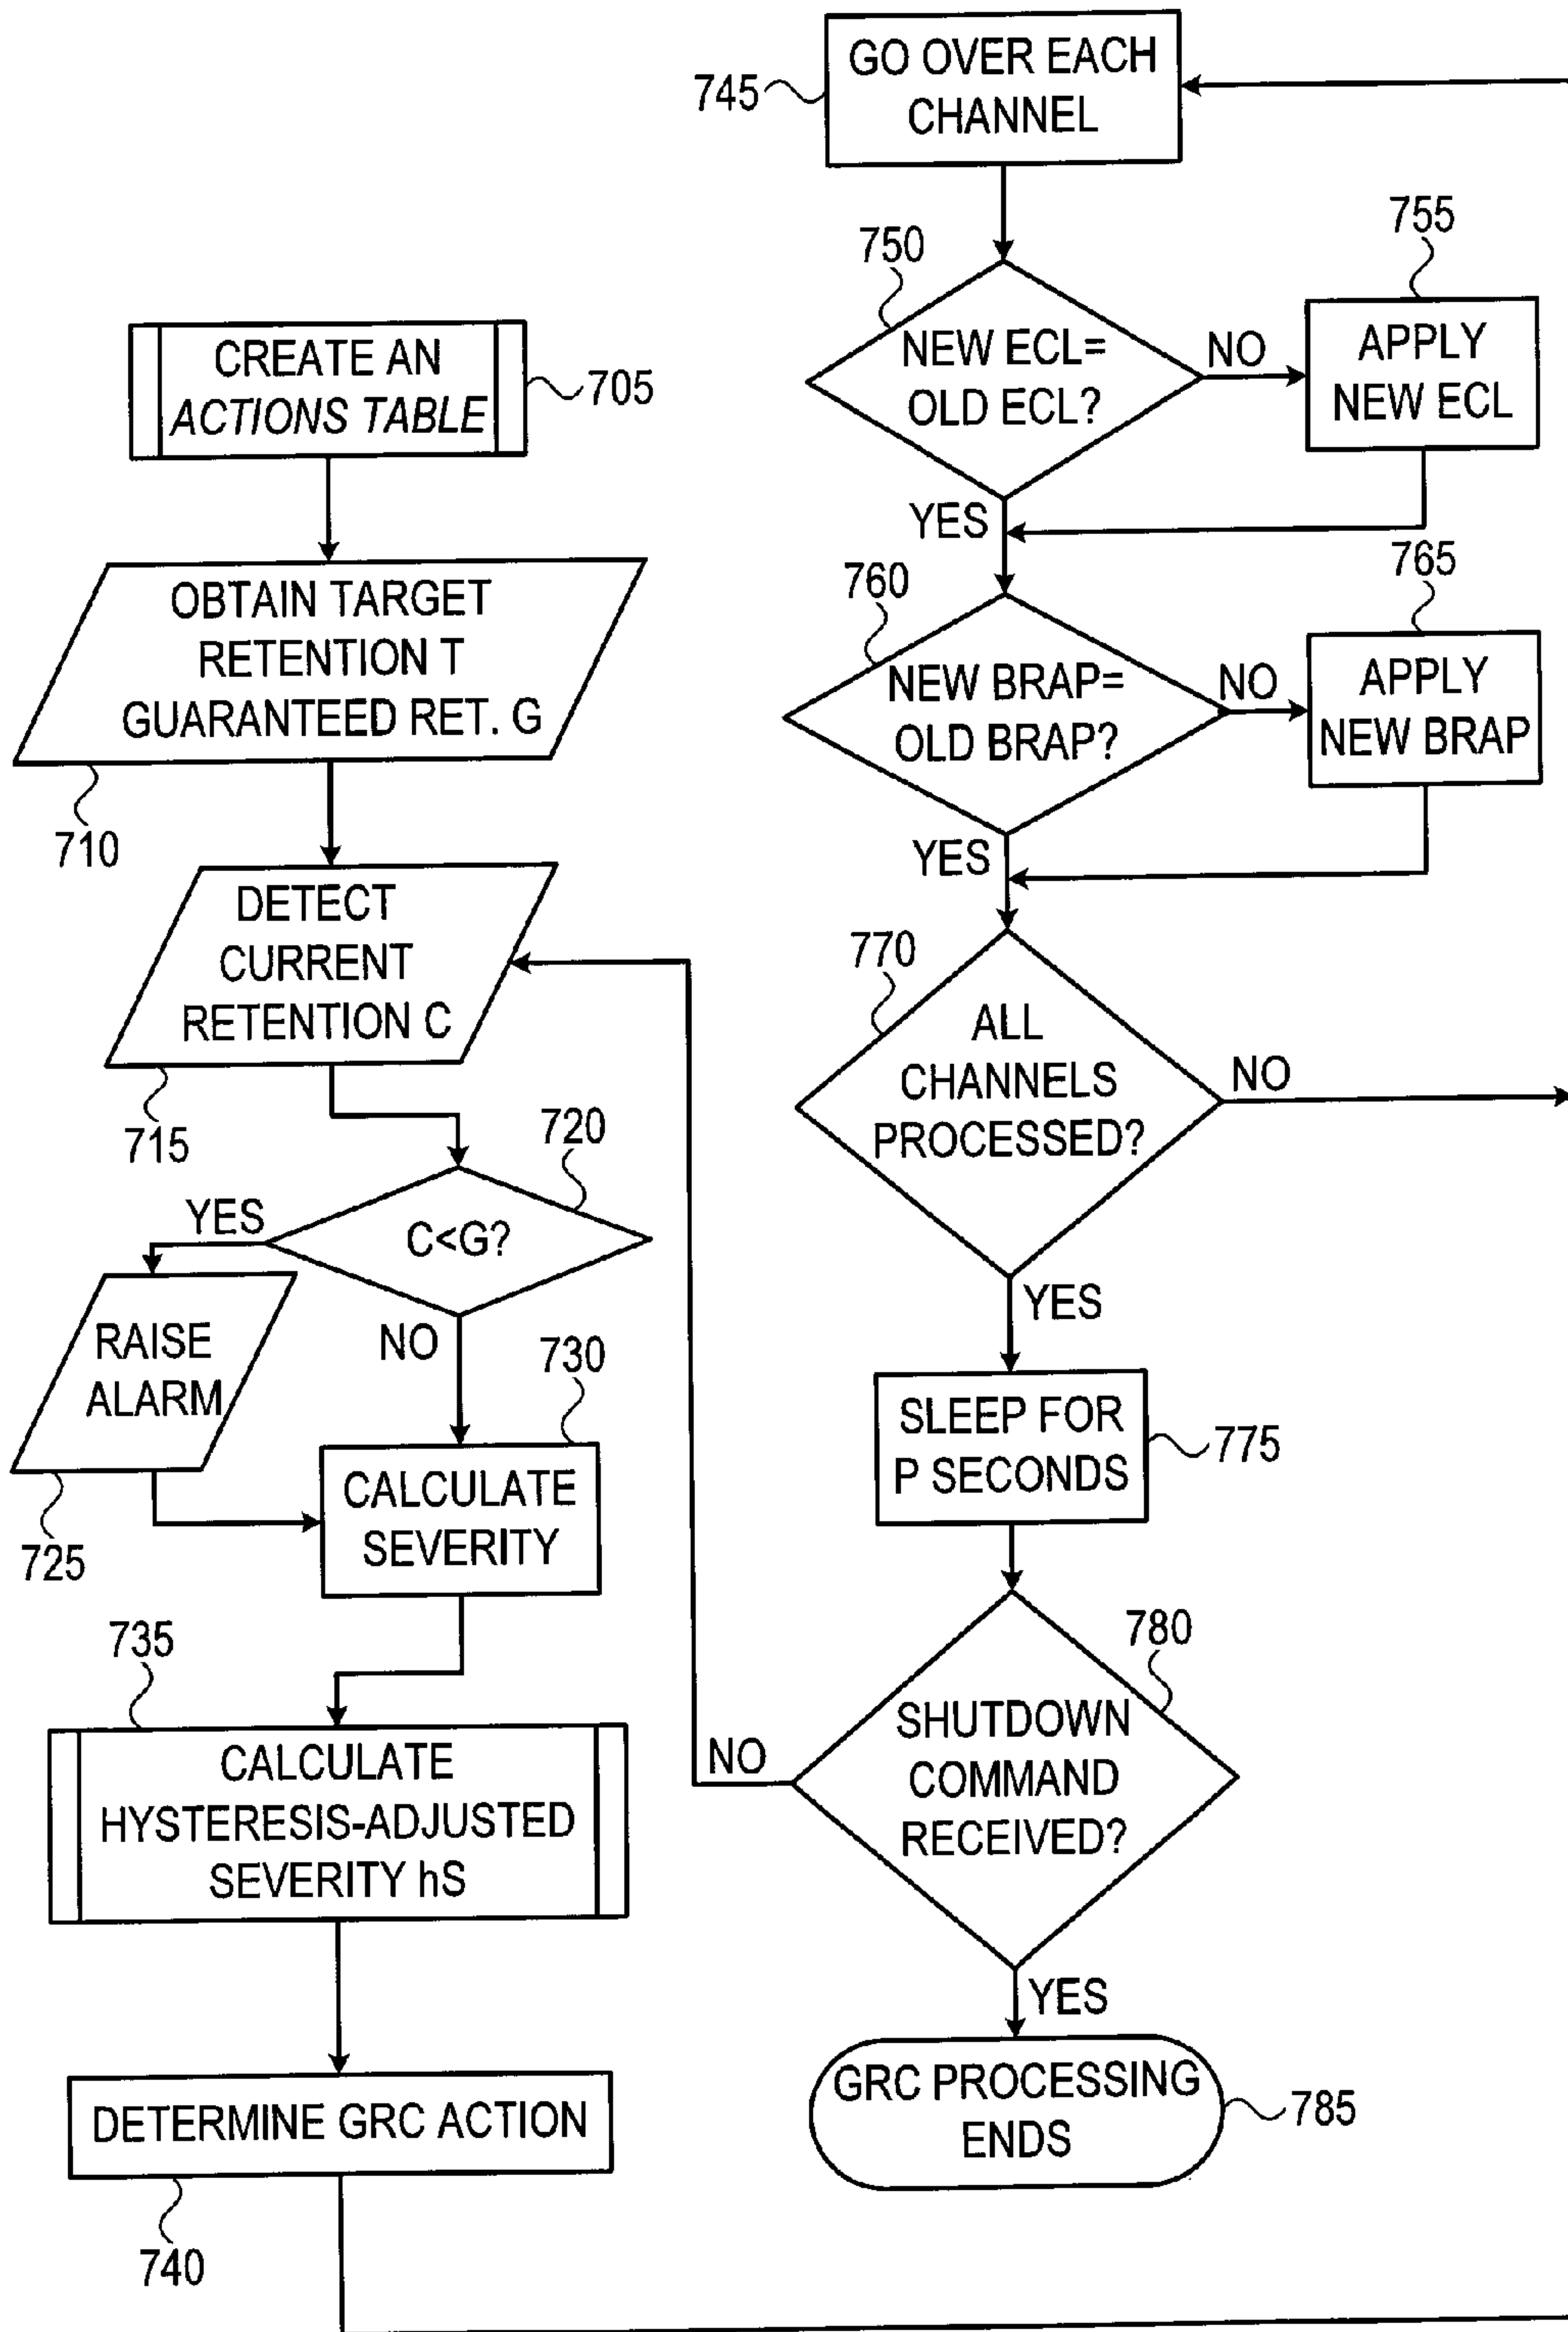 CREATE AN
ACTIONS TABLE
705
OBTAIN TARGET
RETENTION T
GUARANTEED RET. G
710
DETECT
CURRENT
RETENTION C
715
720
C<G?
YES
NO
RAISE
ALARM
725
730
CALCULATE
SEVERITY
735
CALCULATE
HYSTERESIS-ADJUSTED
SEVERITY hS
DETERMINE GRC ACTION
740
745
GO OVER EACH
CHANNEL
750
NEW ECL=
OLD ECL?
NO
755
APPLY
NEW ECL
YES
760
NEW BRAP=
OLD BRAP?
NO
765
APPLY
NEW BRAP
YES
770
ALL
CHANNELS
PROCESSED?
NO
YES
SLEEP FOR
P SECONDS
775
780
SHUTDOWN
COMMAND
RECEIVED?
NO
YES
GRC PROCESSING
ENDS
785